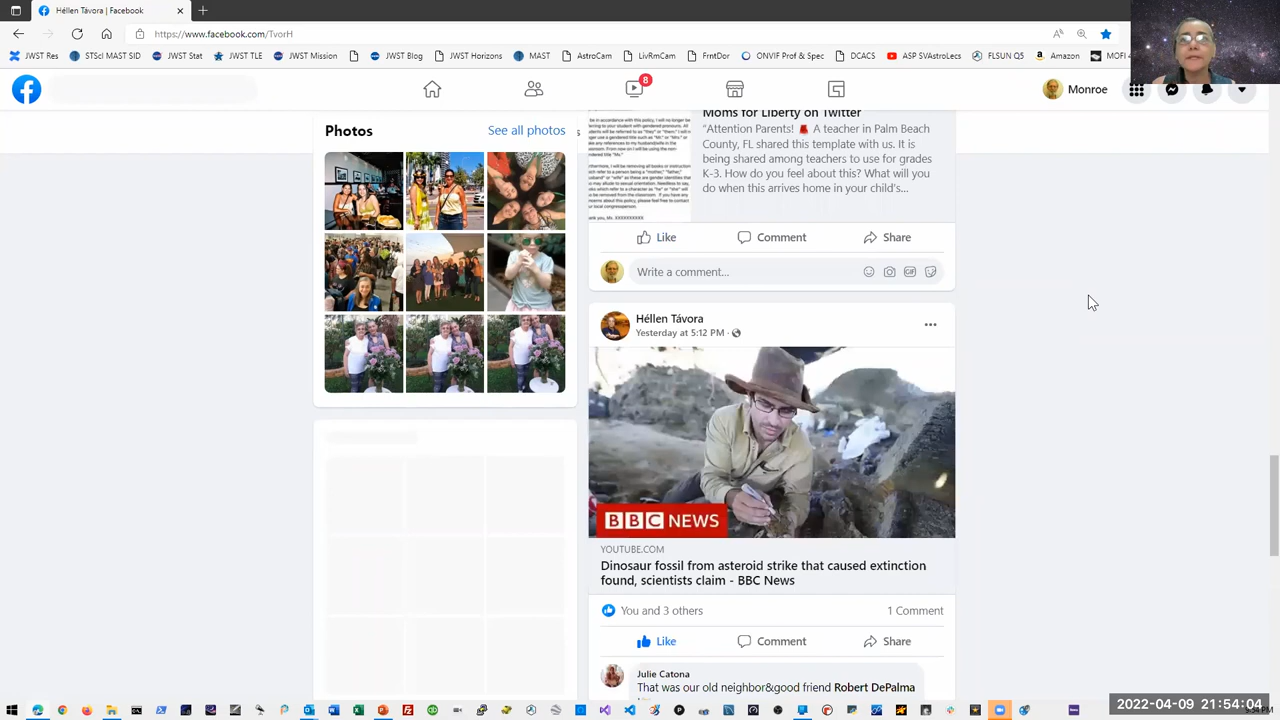 Héllen Távora | Facebook
https://www.facebook.com/TvorH
JWST Res
STScI MAST SID
JWST Stat
JWST TLE
JWST Mission
JWST Blog
JWST Horizons
MAST
AstroCam
LivRmCam
FrntDor
ONVIF Prof & Spec
DCACS
ASP SVAstroLecs
FLSUN Q5
Amazon
MOFI
8
Monroe
Photos
See all photos
Moms for Liberty on Twitter
"Attention Parents! 🚨 A teacher in Palm Beach
County, FL shared this template with us. It is
being shared among teachers to use for grades
K-3. How do you feel about this? What will you
do when this arrives home in your child's...
Like
Comment
Share
Write a comment...
Héllen Távora
Yesterday at 5:12 PM ·
BBC NEWS
YOUTUBE.COM
Dinosaur fossil from asteroid strike that caused extinction
found, scientists claim - BBC News
You and 3 others
1 Comment
Like
Comment
Share
Julie Catona
That was our old neighbor&good friend Robert DePalma
2022-04-09 21:54:04